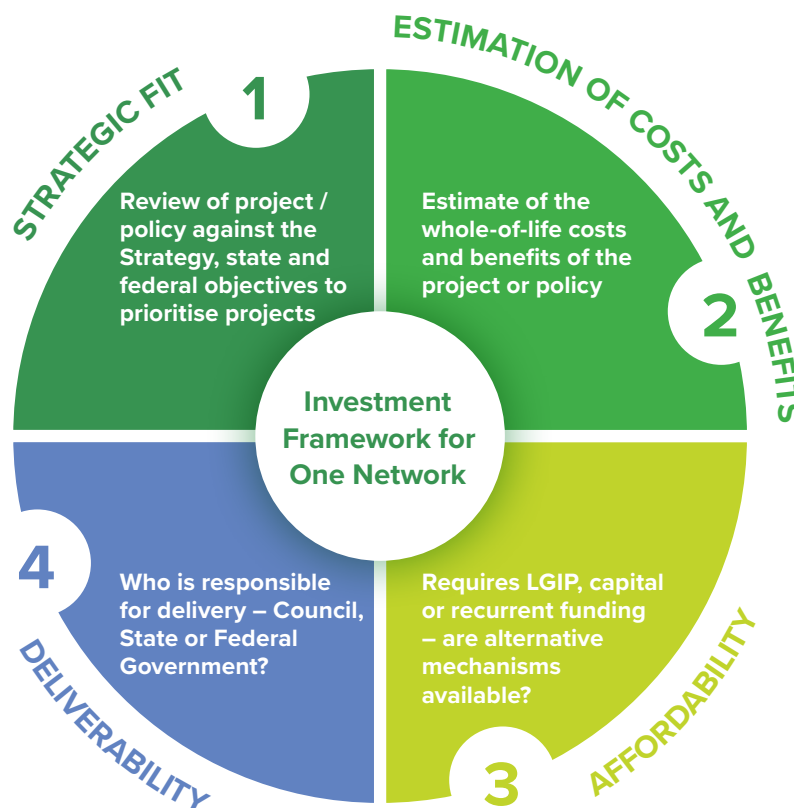 STRATEGIC FIT
1
Review of project /
policy against the
Strategy, state and
federal objectives to
prioritise projects
ESTIMATION OF COSTS AND BENEFITS
2
Estimate of the
whole-of-life costs
and benefits of the
project or policy
Investment
Framework for
One Network
AFFORDABILITY
3
Requires LGIP, capital
or recurrent funding
– are alternative
mechanisms
available?
DELIVERABILITY
4
Who is responsible
for delivery – Council,
State or Federal
Government?